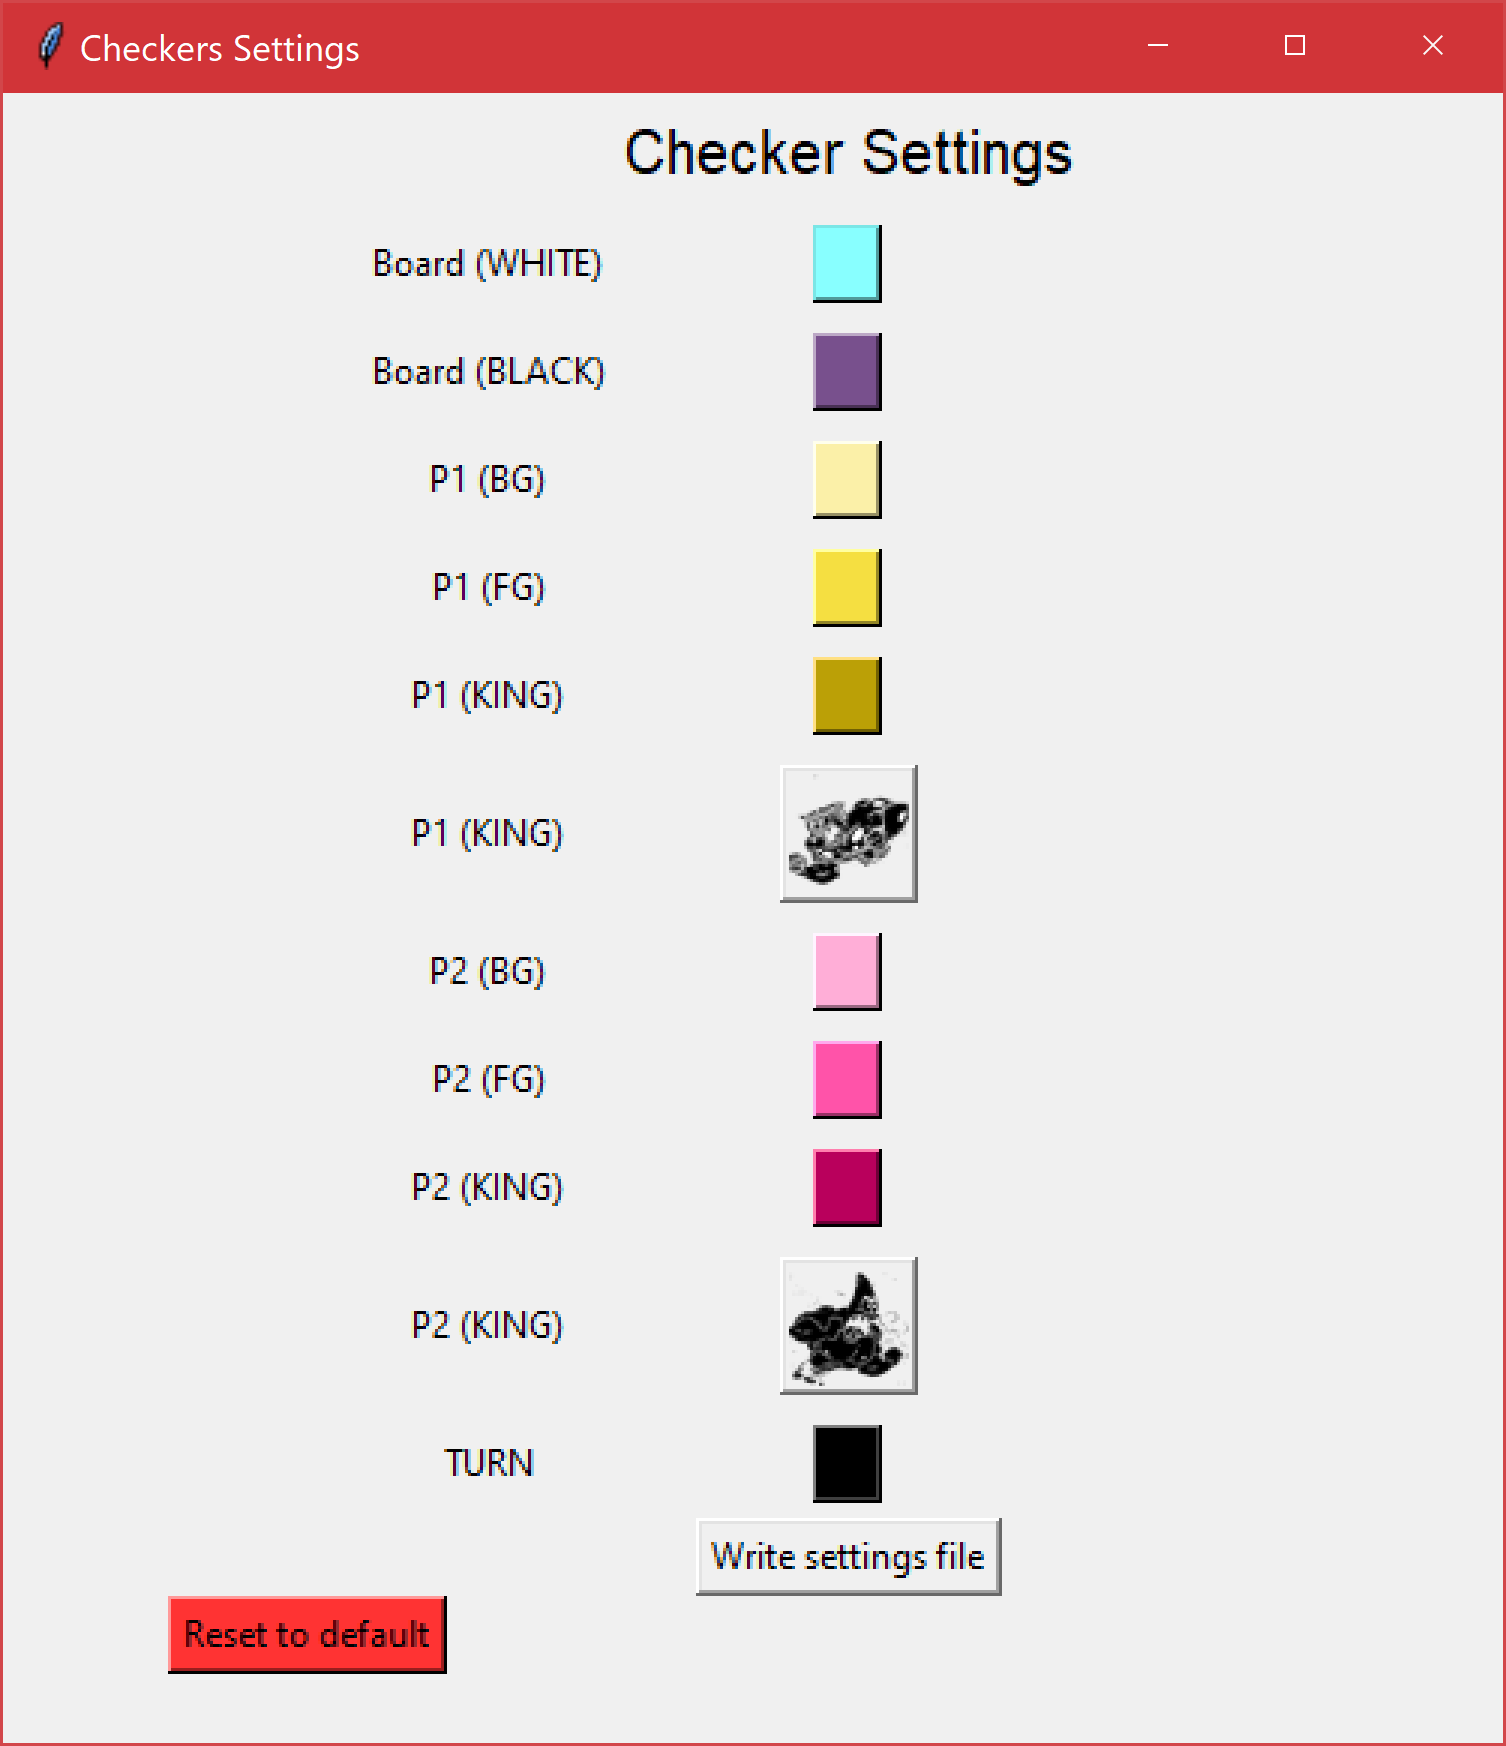 Checkers Settings
Checker Settings
Board (WHITE)
Board (BLACK)
P1 (BG)
P1 (FG)
P1 (KING)
P1 (KING)
P2 (BG)
P2 (FG)
P2 (KING)
P2 (KING)
TURN
Write settings file
Reset to default